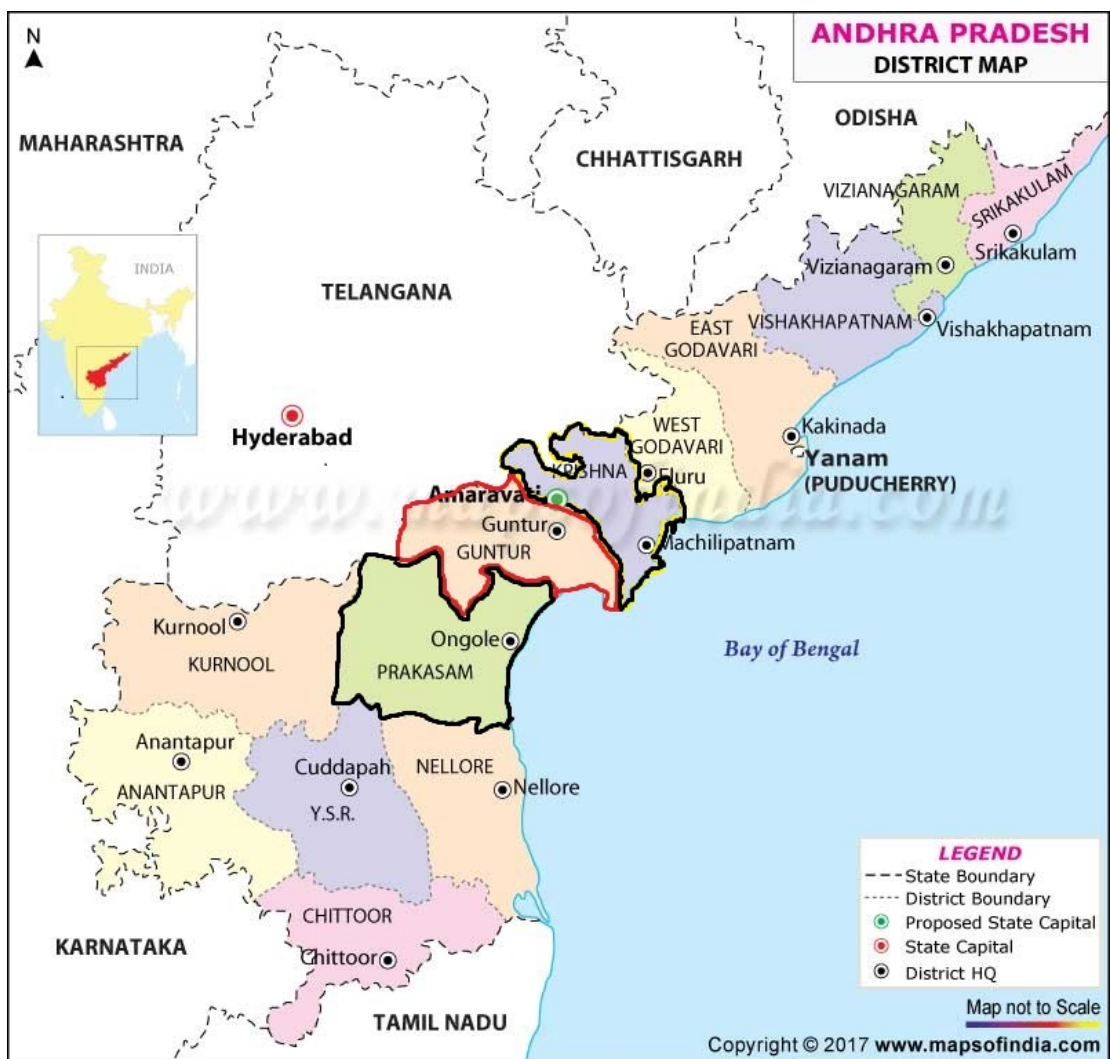 ANDHRA PRADESH
DISTRICT MAP
N
MAHARASHTRA
CHHATTISGARH
ODISHA
VIZIANAGARAM
SRIKAKULAM
Srikakulam
Vizianagaram
INDIA
TELANGANA
EAST
GODAVARI
VISHAKHAPATNAM
Vishakhapatnam
Hyderabad
WEST
GODAVARI
Kakinada
Yanam
(PUDUCHERRY)
KRISHNA
Eluru
Amaravati
www.mapsofindia.com
Guntur
GUNTUR
Machilipatnam
Kurnool
KURNOOL
Ongole
PRAKASAM
Bay of Bengal
Anantapur
ANANTAPUR
Cuddapah
Y.S.R.
NELLORE
Nellore
CHITTOOR
Chittoor
KARNATAKA
TAMIL NADU
LEGEND
State Boundary
District Boundary
Proposed State Capital
State Capital
District HQ
Map not to Scale
Copyright © 2017 www.mapsofindia.com